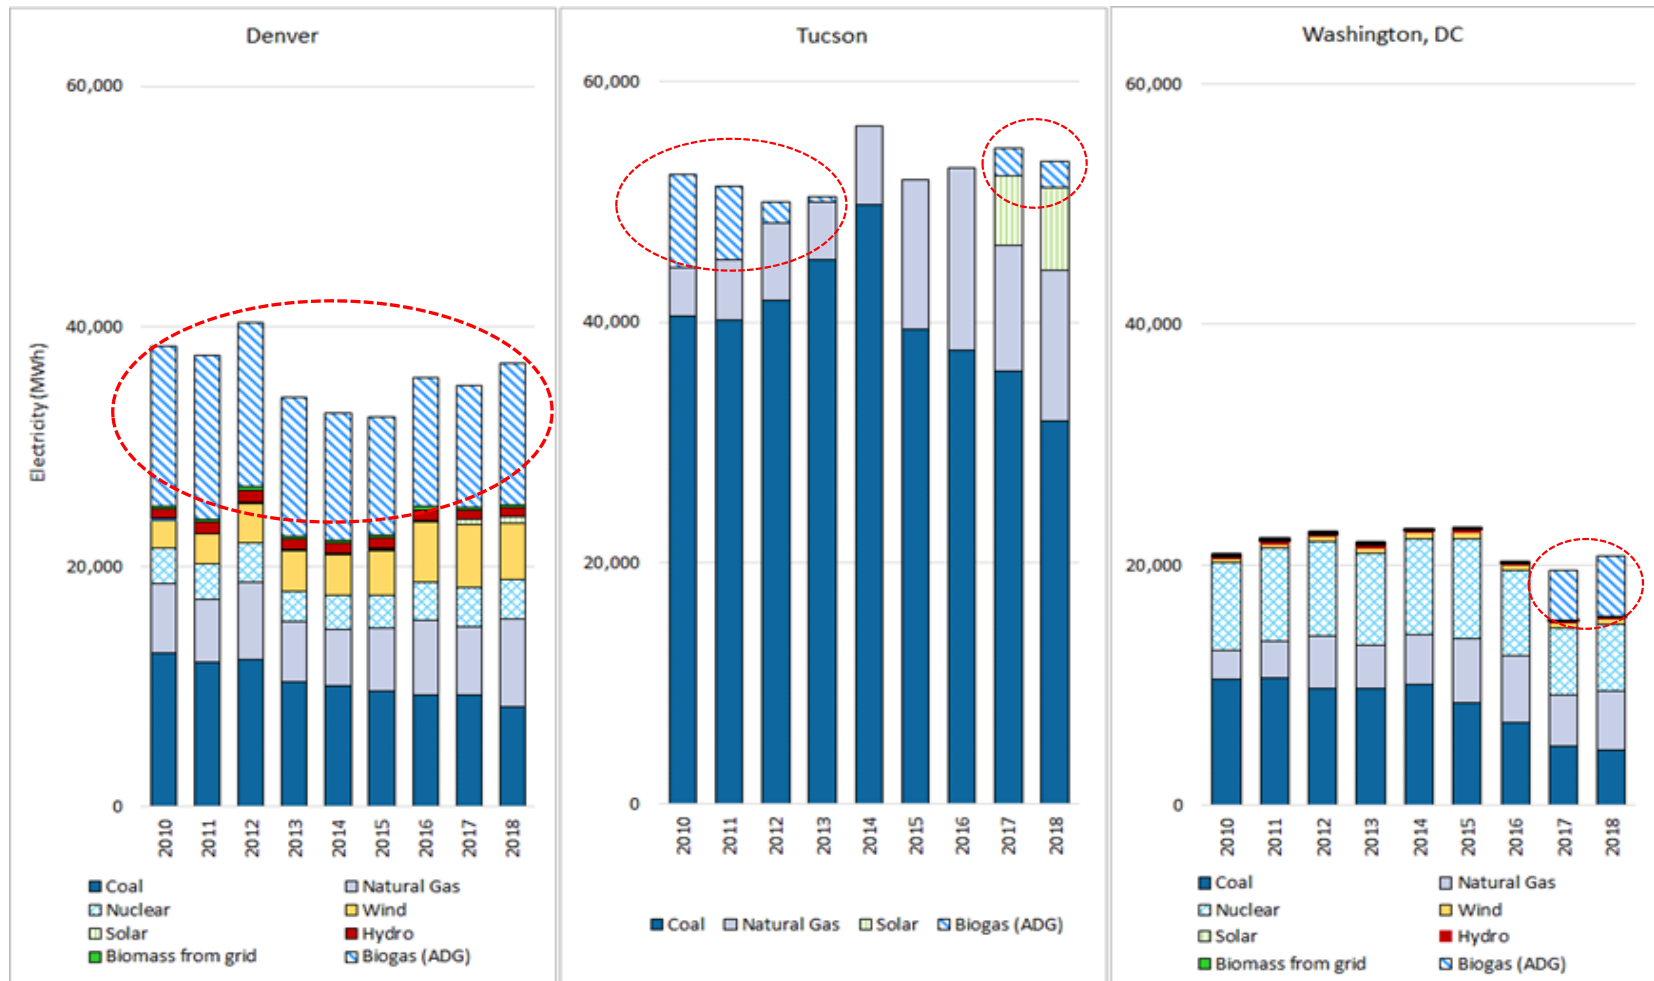 Denver
60,000
40,000
20,000
0
Electricity (MWh)
2010 2011 2012 2013 2014 2015 2016 2017 2018
Coal Natural Gas
Nuclear Wind
Solar Hydro
Biomass from grid Biogas (ADG)
Tucson
60,000
40,000
20,000
0
2010 2011 2012 2013 2014 2015 2016 2017 2018
Coal Natural Gas Solar Biogas (ADG)
Washington, DC
60,000
40,000
20,000
0
2010 2011 2012 2013 2014 2015 2016 2017 2018
Coal Natural Gas
Nuclear Wind
Solar Hydro
Biomass from grid Biogas (ADG)